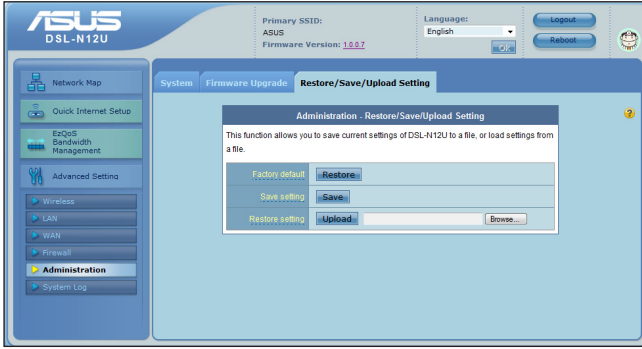 ASUS
DSL-N12U
Primary SSID:
ASUS
Firmware Version: 1.0.0.7
Language:
English
OK
Logout
Reboot
Network Map
Quick Internet Setup
EzQoS
Bandwidth
Management
Advanced Setting
Wireless
LAN
WAN
Firewall
Administration
System Log
System
Firmware Upgrade
Restore/Save/Upload Setting
Administration - Restore/Save/Upload Setting
This function allows you to save current settings of DSL-N12U to a file, or load settings from
a file.
Factory default
Restore
Save setting
Save
Restore setting
Upload
Browse...
?